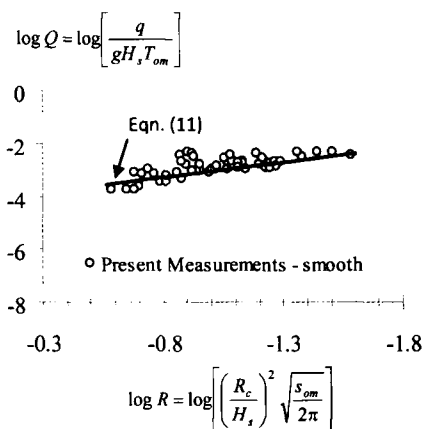 log Q = log[q / (g H_s T_om)]
0
Eqn. (11)
-2
-4
-6
Present Measurements - smooth
-8
-0.3 -0.8 -1.3 -1.8
log R = log[(R_c / H_s)^2 √(s_om / 2π)]